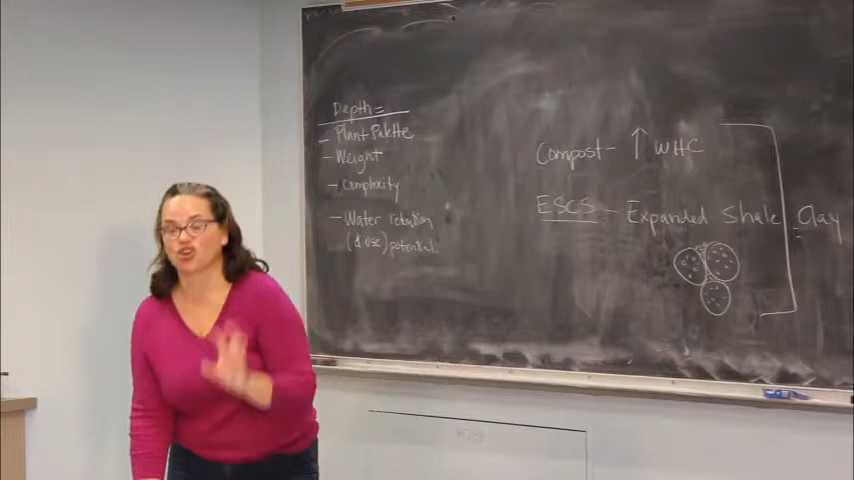 Depth =
- Plant Palette
- Weight
- Complexity
- Water retention
(& use) potential.
Compost - ↑ WHC
ESCS - Expanded Shale Clay